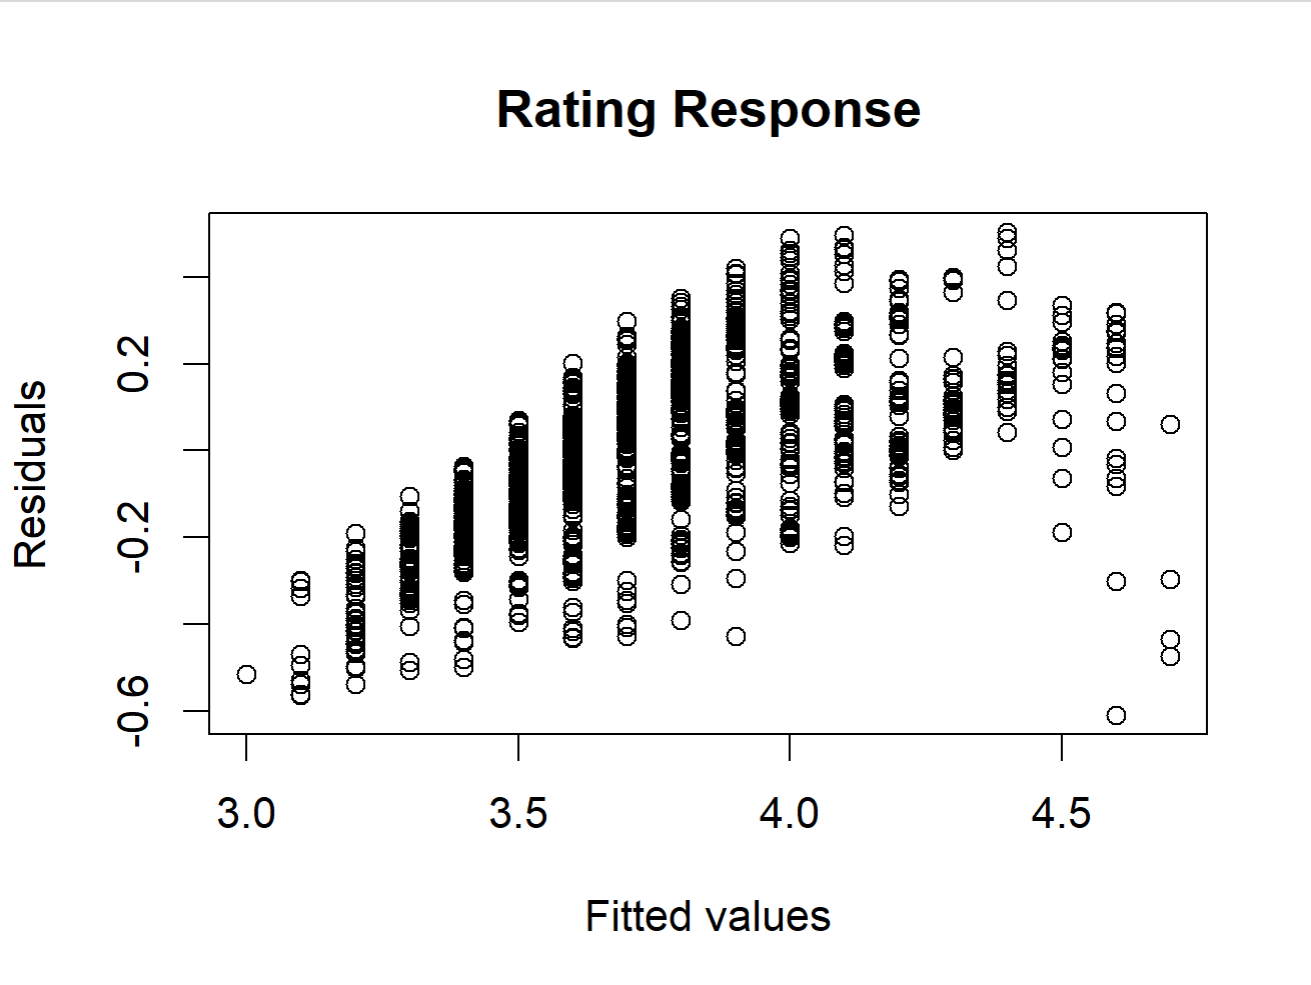 Rating Response
0.2
-0.2
-0.6
Residuals
3.0 3.5 4.0 4.5
Fitted values